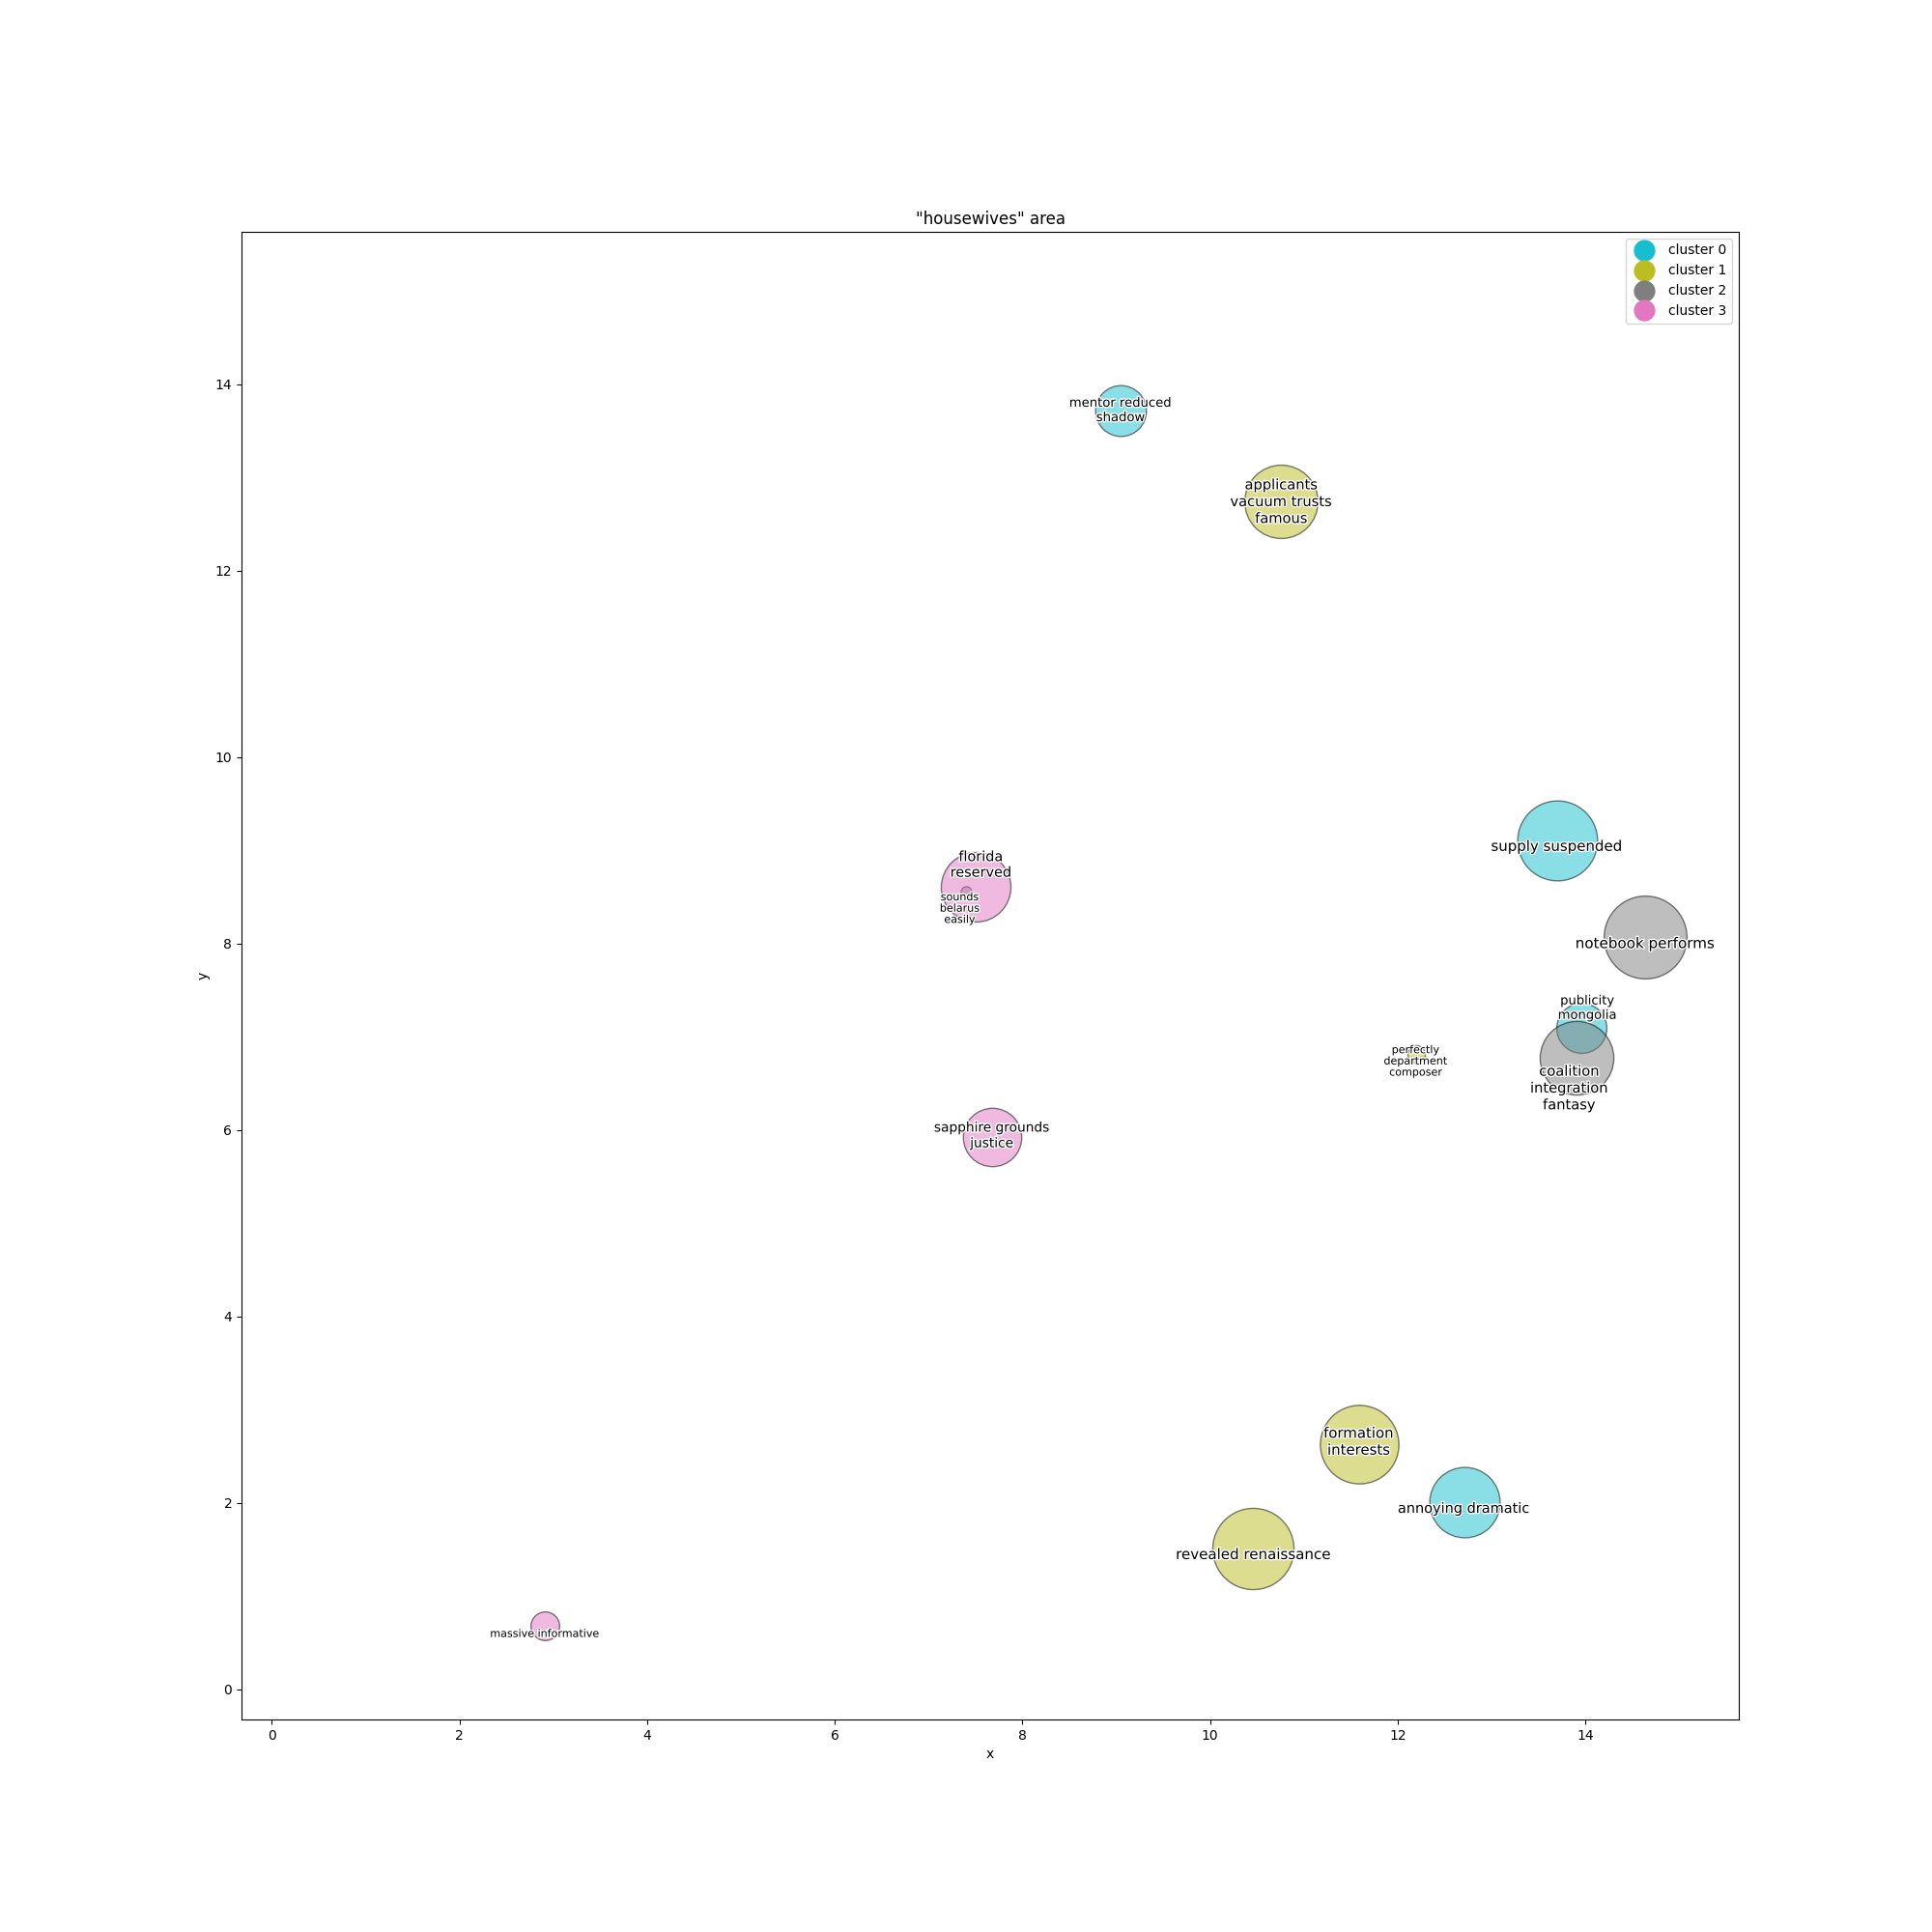 "housewives" area
cluster 0
cluster 1
cluster 2
cluster 3
mentor reduced
shadow
applicants
vacuum trusts
famous
supply suspended
florida
reserved
sounds
belarus
easily
notebook performs
publicity
mongolia
perfectly
department
composer
coalition
integration
fantasy
sapphire grounds
justice
formation
interests
annoying dramatic
revealed renaissance
massive informative
14
12
10
8
6
4
2
0
y
0
2
4
6
8
10
12
14
x